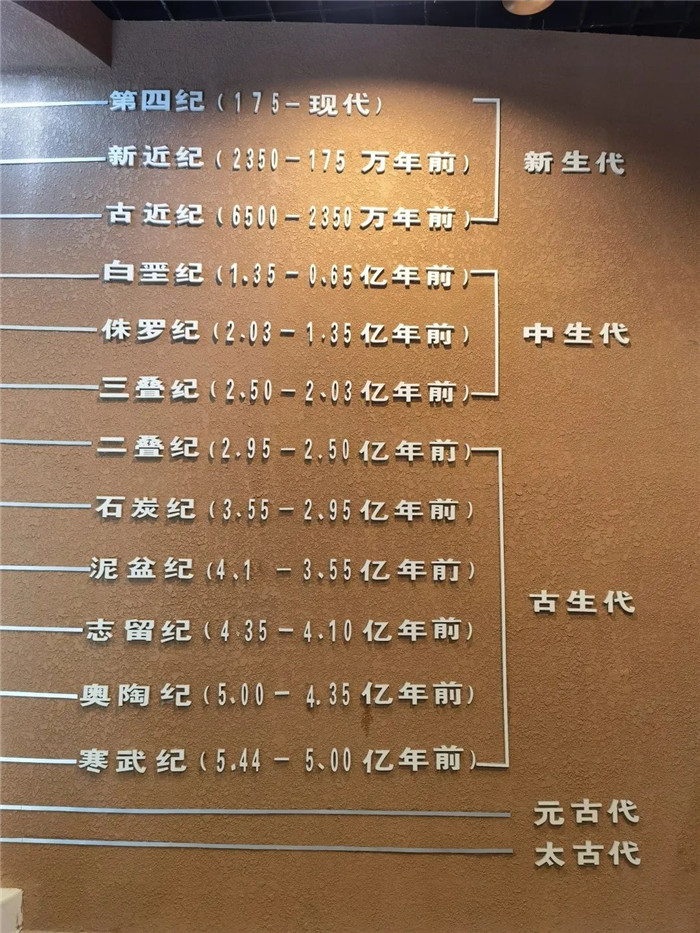 第四纪(175-现代)
新近纪(2350-175 万年前)
古近纪(6500-2350万年前)
新生代
白垩纪(1.35-0.65亿年前)
侏罗纪(2.03-1.35亿年前)
三叠纪(2.50-2.03亿年前)
中生代
二叠纪(2.95-2.50亿年前)
石炭纪(3.55-2.95亿年前)
泥盆纪(4.1 -3.55亿年前)
志留纪(4.35-4.10亿年前)
奥陶纪(5.00-4.35亿年前)
寒武纪(5.44-5.00亿年前)
古生代
元古代
太古代